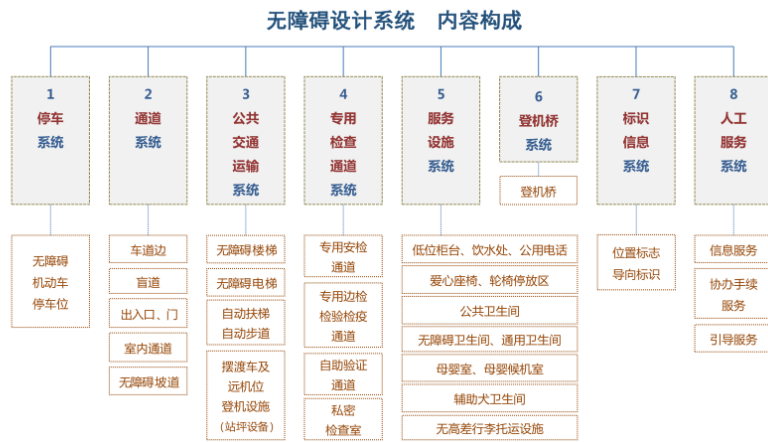 无障碍设计系统 内容构成
1
停车
系统
无障碍
机动车
停车位
2
通道
系统
车道边
盲道
出入口、门
室内通道
无障碍坡道
3
公共
交通
运输
系统
无障碍楼梯
无障碍电梯
自动扶梯
自动步道
摆渡车及
远机位
登机设施
(站坪设备)
4
专用
检查
通道
系统
专用安检
通道
专用边检
检验检疫
通道
自助验证
通道
私密
检查室
5
服务
设施
系统
低位柜台、饮水处、公用电话
爱心座椅、轮椅停放区
公共卫生间
无障碍卫生间、通用卫生间
母婴室、母婴候机室
辅助犬卫生间
无高差行李托运设施
6
登机桥
系统
登机桥
7
标识
信息
系统
位置标志
导向标识
8
人工
服务
系统
信息服务
协办手续
服务
引导服务